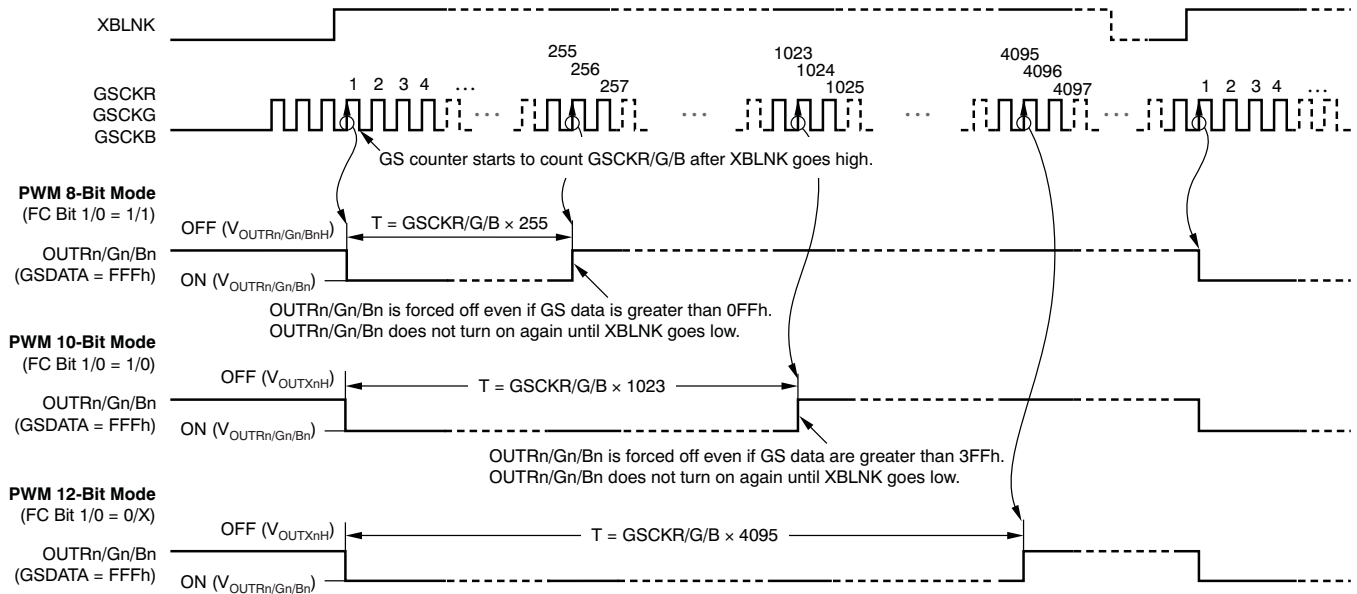 XBLNK
255
256
257
1023
1024
1025
4095
4096
4097
GSCKR
GSCKG
GSCKB
1 2 3 4 ...
1 2 3 4 ...
GS counter starts to count GSCKR/G/B after XBLNK goes high.
PWM 8-Bit Mode
(FC Bit 1/0 = 1/1)
OFF (VOUTRn/Gn/BnH)
T = GSCKR/G/B × 255
OUTRn/Gn/Bn
(GSDATA = FFFh)
ON (VOUTRn/Gn/Bn)
OUTRn/Gn/Bn is forced off even if GS data is greater than 0FFh.
OUTRn/Gn/Bn does not turn on again until XBLNK goes low.
PWM 10-Bit Mode
(FC Bit 1/0 = 1/0)
OFF (VOUTXnH)
T = GSCKR/G/B × 1023
OUTRn/Gn/Bn
(GSDATA = FFFh)
ON (VOUTRn/Gn/Bn)
OUTRn/Gn/Bn is forced off even if GS data are greater than 3FFh.
OUTRn/Gn/Bn does not turn on again until XBLNK goes low.
PWM 12-Bit Mode
(FC Bit 1/0 = 0/X)
OFF (VOUTXnH)
T = GSCKR/G/B × 4095
OUTRn/Gn/Bn
(GSDATA = FFFh)
ON (VOUTRn/Gn/Bn)